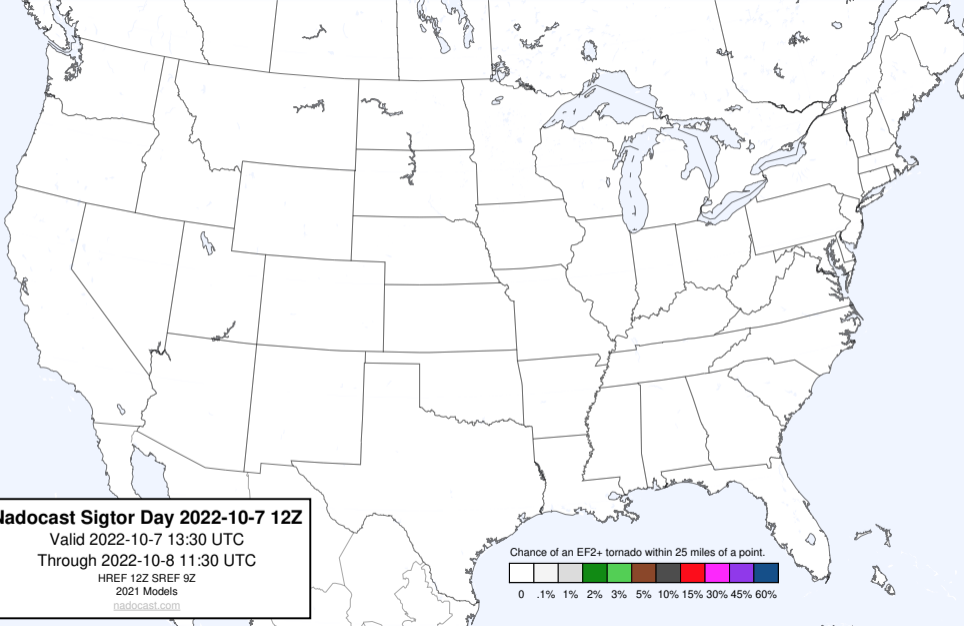 Nadocast Sigtor Day 2022-10-7 12Z
Valid 2022-10-7 13:30 UTC
Through 2022-10-8 11:30 UTC
HREF 12Z SREF 9Z
2021 Models
nadocast.com
Chance of an EF2+ tornado within 25 miles of a point.
0 .1% 1% 2% 3% 5% 10% 15% 30% 45% 60%